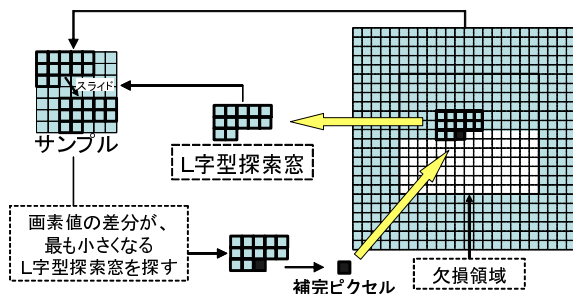 スライド
サンプル
L字型探索窓
画素値の差分が、
最も小さくなる
L字型探索窓を探す
補完ピクセル
欠損領域